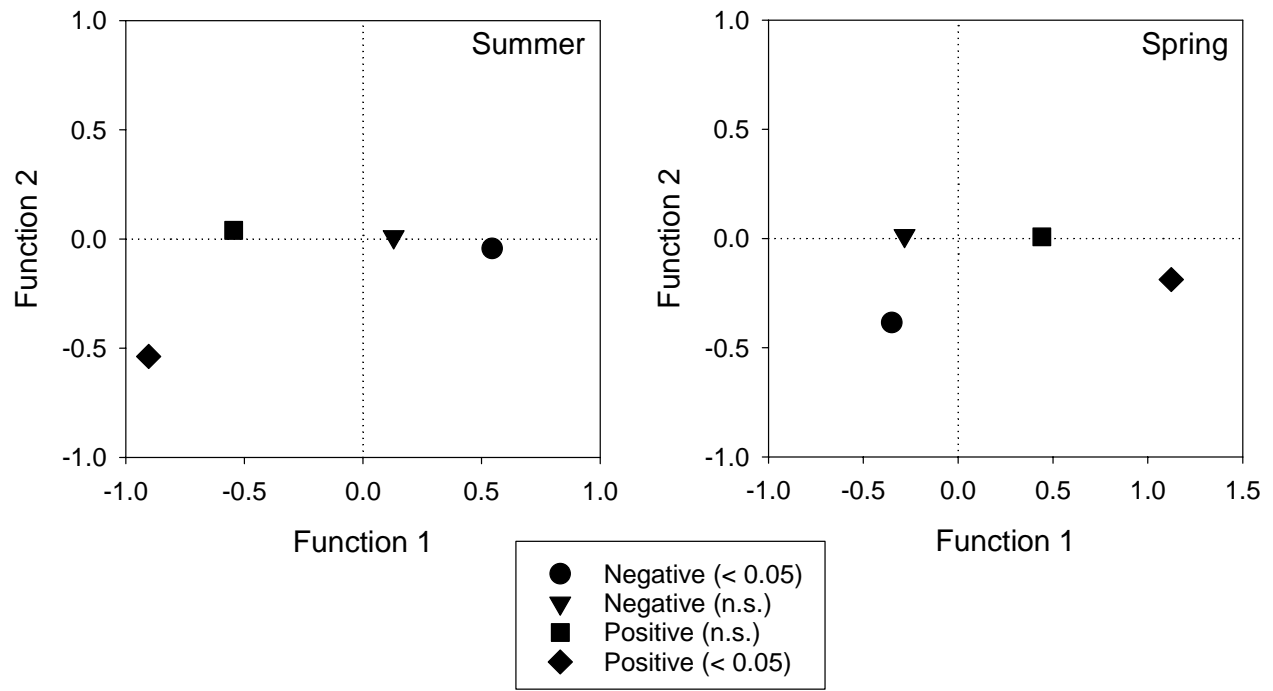 Summer
1.0
0.5
0.0
-0.5
-1.0
Function 2
-1.0 -0.5 0.0 0.5 1.0
Function 1
Spring
1.0
0.5
0.0
-0.5
-1.0
Function 2
-1.0 -0.5 0.0 0.5 1.0 1.5
Function 1
Negative (< 0.05)
Negative (n.s.)
Positive (n.s.)
Positive (< 0.05)